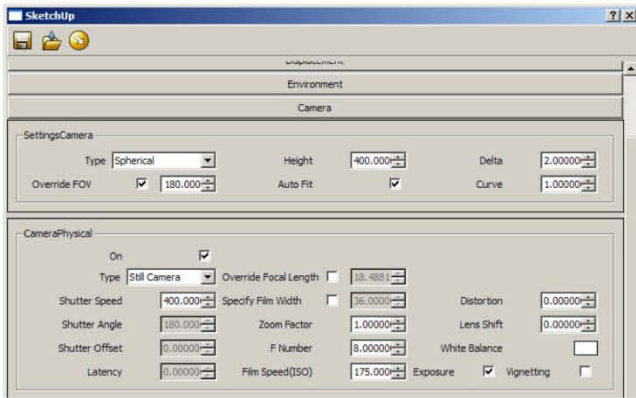 SketchUp
Displacement
Environment
Camera
SettingsCamera
Type Spherical Height 400.000 Delta 2.00000
Override FOV 180.000 Auto Fit Curve 1.00000
CameraPhysical
On
Type Still Camera Override Focal Length 18.4881
Shutter Speed 400.000 Specify Film Width 36.0000 Distortion 0.00000
Shutter Angle 180.000 Zoom Factor 1.00000 Lens Shift 0.00000
Shutter Offset 0.00000 F Number 8.00000 White Balance
Latency 0.00000 Film Speed(ISO) 175.000 Exposure Vignetting